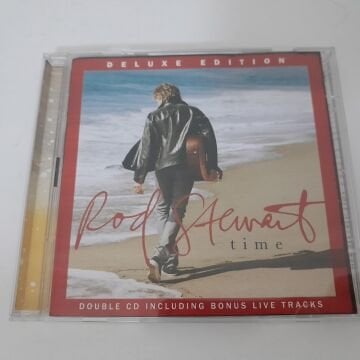 DELUXE EDITION
Rod Stewart
time
DOUBLE CD INCLUDING BONUS LIVE TRACKS